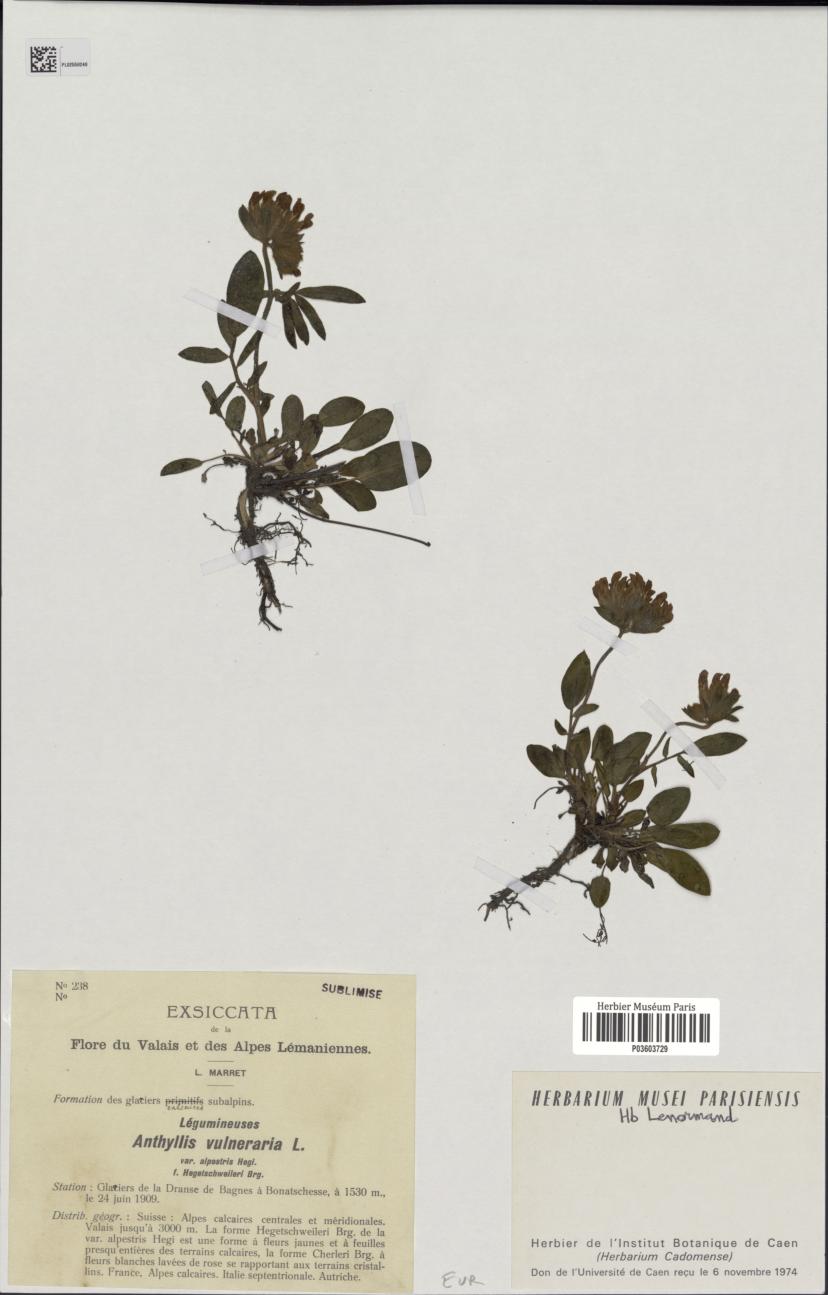 PL02550249
No 238
No
SUBLIMISE
EXSICCATA
de la
Flore du Valais et des Alpes Lémaniennes.
L. MARRET
Formation des glaciers primitifs subalpins.
calcaires
Légumineuses
Anthyllis vulneraria L.
var. alpestris Hegi.
f. Hegetschweileri Brg.
Station : Glaciers de la Dranse de Bagnes à Bonatschesse, à 1530 m.,
le 24 juin 1909.
Distrib. géogr. : Suisse : Alpes calcaires centrales et méridionales.
Valais jusqu'à 3000 m. La forme Hegetschweileri Brg. de la
var. alpestris Hegi est une forme à fleurs jaunes et à feuilles
presqu'entières des terrains calcaires, la forme Cherleri Brg. à
fleurs blanches lavées de rose se rapportant aux terrains cristal-
lins. France, Alpes calcaires. Italie septentrionale. Autriche.
EUR
Herbier Muséum Paris
P03603729
HERBARIUM MUSEI PARISIENSIS
Hb Lenormand
Herbier de l'Institut Botanique de Caen
(Herbarium Cadomense)
Don de l'Université de Caen reçu le 6 novembre 1974